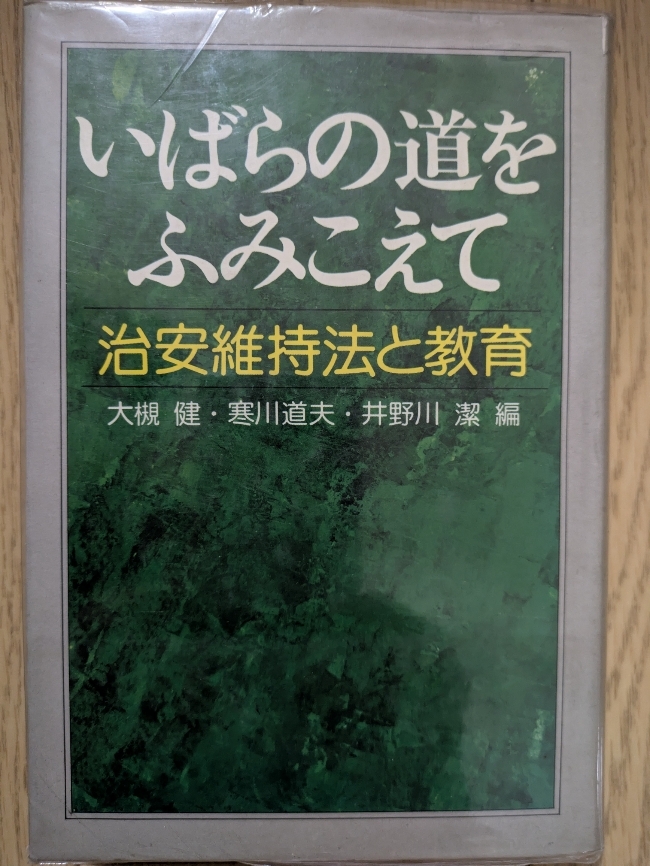 いばらの道を
ふみこえて
治安維持法と教育
大槻 健・寒川道夫・井野川 潔 編